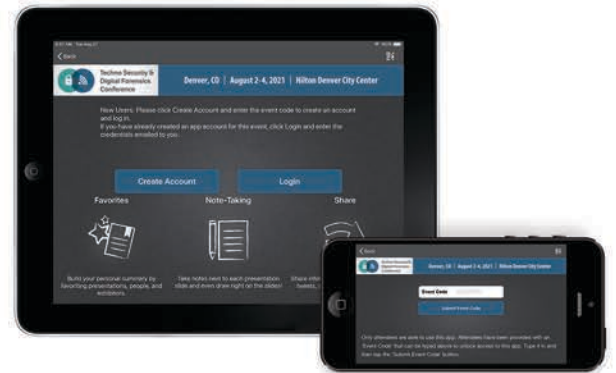 Back
Techno Security &
Digital Forensics
Conference
Denver, CO | August 2-4, 2021 | Hilton Denver City Center
New Users: Please click Create Account and enter the event code to create an account
and log in.
If you have already created an app account for this event, click Login and enter the
credentials emailed to you.
Create Account
Login
Favorites
Note-Taking
Share
Build your personal summary by
favoriting presentations, people, and
exhibitors.
Take notes next to each presentation
slide and even draw right on the slides!
Share
tweets,
Back
Techno Security &
Digital Forensics
Conference
Denver, CO | August 2-4, 2021 | Hilton Denver City Center
Event Code
Submit Event Code
Only attendees are able to use this app. Attendees have been provided with an
'Event Code' that can be typed above to unlock access to this app. Type it in and
then tap the 'Submit Event Code' button.